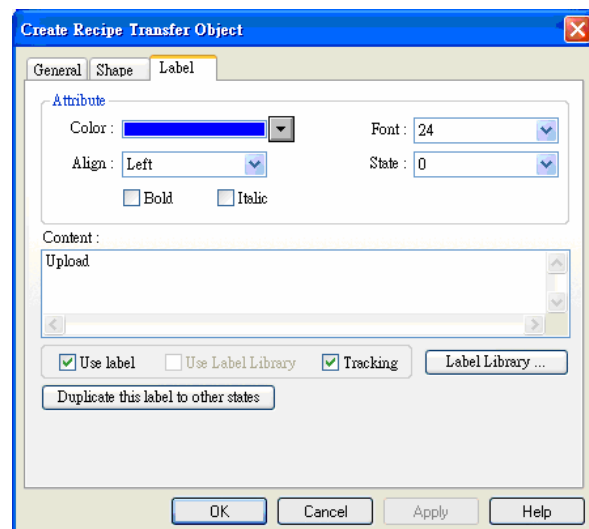 Create Recipe Transfer Object
General Shape Label
Attribute
Color : Font : 24
Align : Left State : 0
Bold Italic
Content :
Upload
Use label Use Label Library Tracking Label Library ...
Duplicate this label to other states
OK Cancel Apply Help